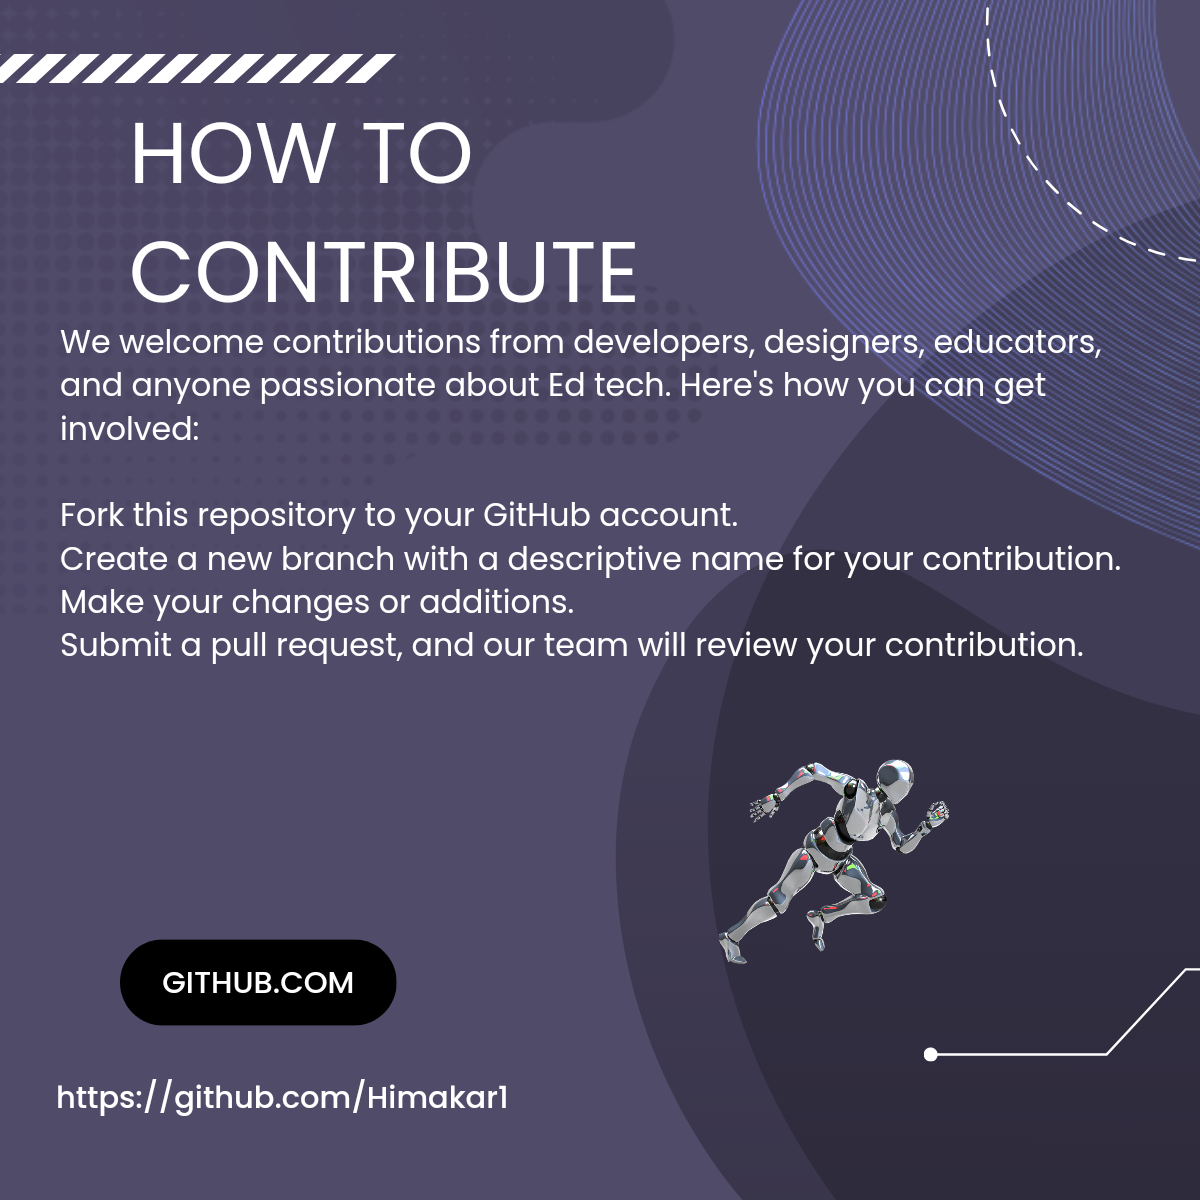 HOW TO
CONTRIBUTE
We welcome contributions from developers, designers, educators,
and anyone passionate about Ed tech. Here's how you can get
involved:
Fork this repository to your GitHub account.
Create a new branch with a descriptive name for your contribution.
Make your changes or additions.
Submit a pull request, and our team will review your contribution.
GITHUB.COM
https://github.com/Himakar1